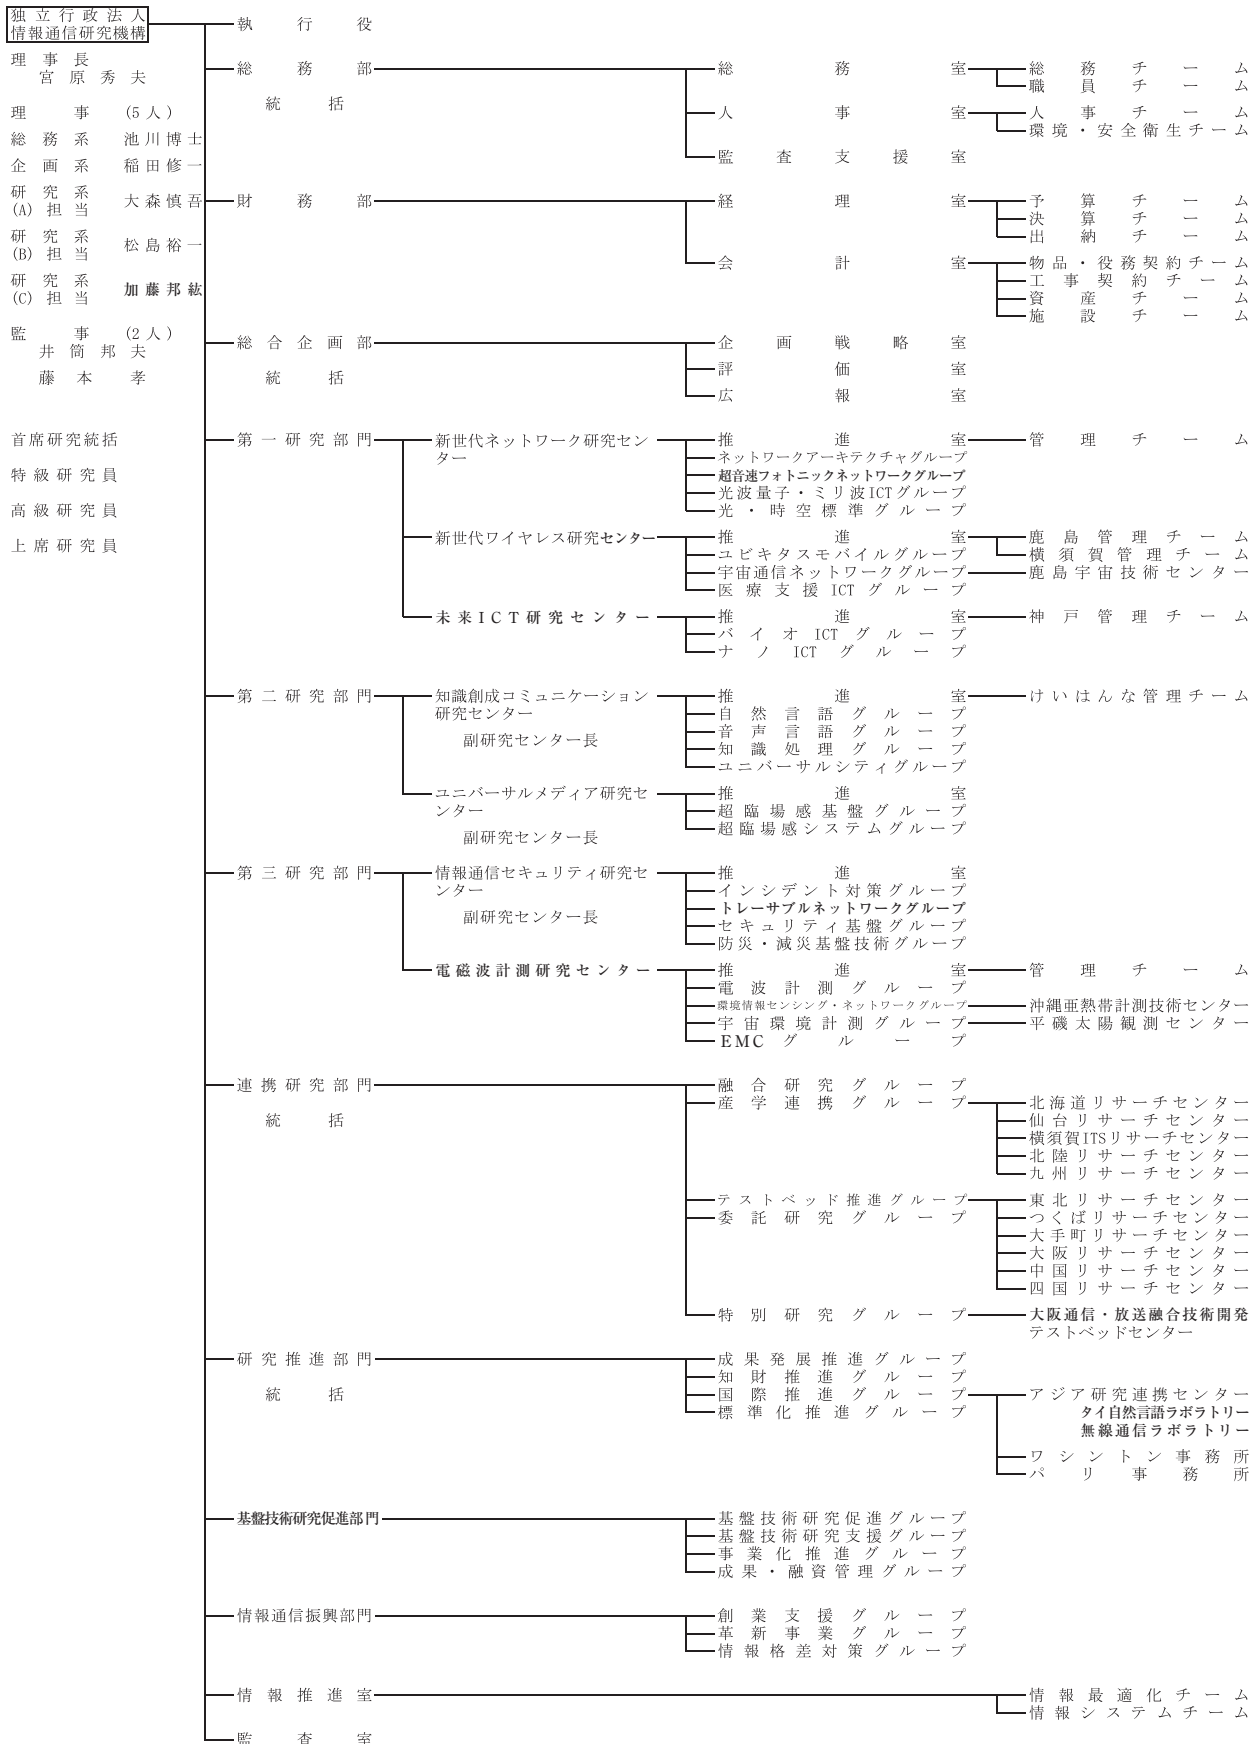 独立行政法人
情報通信研究機構
理事長
宮原秀夫
理事(5人)
総務系 池川博士
企画系 稲田修一
研究系
(A)担当 大森慎吾
研究系
(B)担当 松島裕一
研究系
(C)担当 加藤邦紘
監事(2人)
井筒邦夫
藤本孝
首席研究統括
特級研究員
高級研究員
上席研究員
執行役
総務部 総務室 総務チーム
職員チーム
統括
人事室 人事チーム
環境・安全衛生チーム
監査支援室
財務部 経理室 予算チーム
決算チーム
出納チーム
会計室 物品・役務契約チーム
工事契約チーム
資産チーム
施設チーム
総合企画部 企画戦略室
評価室
統括
広報室
第一研究部門 新世代ネットワーク研究セン 推進室 管理チーム
ター ネットワークアーキテクチャグループ
超音速フォトニックネットワークグループ
光波量子・ミリ波ICTグループ
光・時空標準グループ
新世代ワイヤレス研究センター 推進室 鹿島管理チーム
ユビキタスモバイルグループ 横須賀管理チーム
宇宙通信ネットワークグループ 鹿島宇宙技術センター
医療支援ICTグループ
未来ICT研究センター 推進室 神戸管理チーム
バイオICTグループ
ナノICTグループ
第二研究部門 知識創成コミュニケーション 推進室 けいはんな管理チーム
研究センター 自然言語グループ
音声言語グループ
副研究センター長
知識処理グループ
ユニバーサルシティグループ
ユニバーサルメディア研究セ 推進室
ンター 超臨場感基盤グループ
超臨場感システムグループ
副研究センター長
第三研究部門 情報通信セキュリティ研究セ 推進室
ンター インシデント対策グループ
トレーサブルネットワークグループ
副研究センター長
セキュリティ基盤グループ
防災・減災基盤技術グループ
電磁波計測研究センター 推進室 管理チーム
電波計測グループ
環境情報センシング・ネットワークグループ 沖縄亜熱帯計測技術センター
宇宙環境計測グループ 平磯太陽観測センター
EMCグループ
連携研究部門 融合研究グループ
産学連携グループ 北海道リサーチセンター
統括 仙台リサーチセンター
横須賀ITSリサーチセンター
北陸リサーチセンター
九州リサーチセンター
テストベッド推進グループ 東北リサーチセンター
委託研究グループ つくばリサーチセンター
大手町リサーチセンター
大阪リサーチセンター
中国リサーチセンター
四国リサーチセンター
特別研究グループ 大阪通信・放送融合技術開発
テストベッドセンター
研究推進部門 成果発展推進グループ
知財推進グループ
統括 国際推進グループ アジア研究連携センター
標準化推進グループ タイ自然言語ラボラトリー
無線通信ラボラトリー
ワシントン事務所
パリ事務所
基盤技術研究促進部門 基盤技術研究促進グループ
基盤技術研究支援グループ
事業化推進グループ
成果・融資管理グループ
情報通信振興部門 創業支援グループ
革新事業グループ
情報格差対策グループ
情報推進室 情報最適化チーム
情報システムチーム
監査室